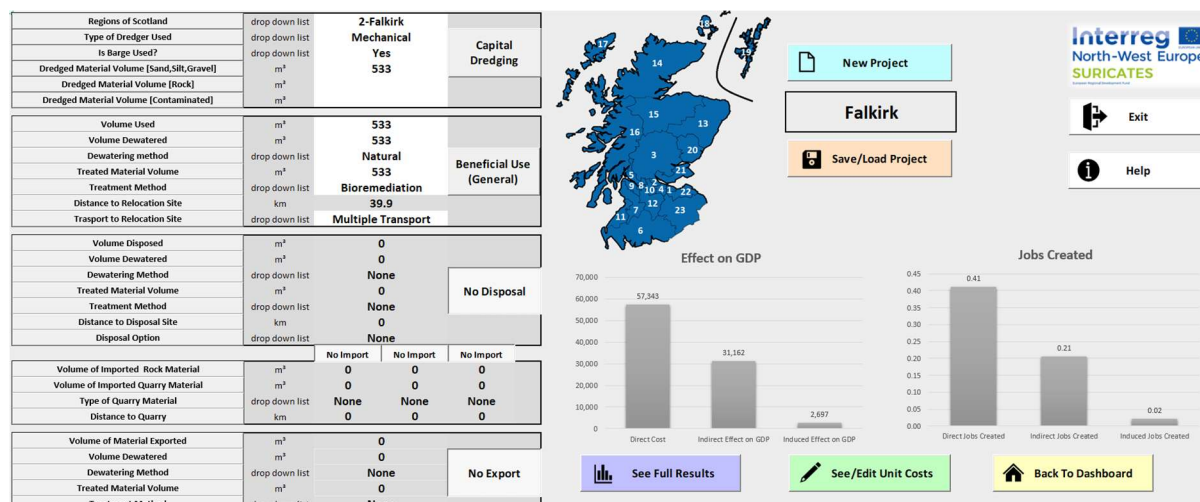 Regions of Scotland drop down list 2-Falkirk
Type of Dredger Used drop down list Mechanical
Is Barge Used? drop down list Yes
Dredged Material Volume [Sand,Silt,Gravel] m³ 533
Dredged Material Volume [Rock] m³
Dredged Material Volume [Contaminated] m³
Capital
Dredging
Volume Used m³ 533
Volume Dewatered m³ 533
Dewatering method drop down list Natural
Treated Material Volume m³ 533
Treatment Method drop down list Bioremediation
Distance to Relocation Site km 39.9
Trasport to Relocation Site drop down list Multiple Transport
Beneficial Use
(General)
Volume Disposed m³ 0
Volume Dewatered m³ 0
Dewatering Method drop down list None
Treated Material Volume m³ 0
Treatment Method drop down list None
Distance to Disposal Site km 0
Disposal Option drop down list None
No Disposal
No Import No Import No Import
Volume of Imported Rock Material m³ 0 0 0
Volume of Imported Quarry Material m³ 0 0 0
Type of Quarry Material drop down list None None None
Distance to Quarry km 0 0 0
Volume of Material Exported m³ 0
Volume Dewatered m³ 0
Dewatering Method drop down list None
Treated Material Volume m³ 0
No Export
18
17
19
14
15
13
16
20
3
21
5
2
9 8 10 4 1 22
12
7
23
11
6
New Project
Falkirk
Save/Load Project
Interreg
North-West Europe
SURICATES
Exit
Help
Effect on GDP
70,000
60,000
50,000
40,000
30,000
20,000
10,000
0
57,343
31,162
2,697
Direct Cost Indirect Effect on GDP Induced Effect on GDP
Jobs Created
0.45
0.40
0.35
0.30
0.25
0.20
0.15
0.10
0.05
0.00
0.41
0.21
0.02
Direct Jobs Created Indirect Jobs Created Induced Jobs Created
See Full Results
See/Edit Unit Costs
Back To Dashboard